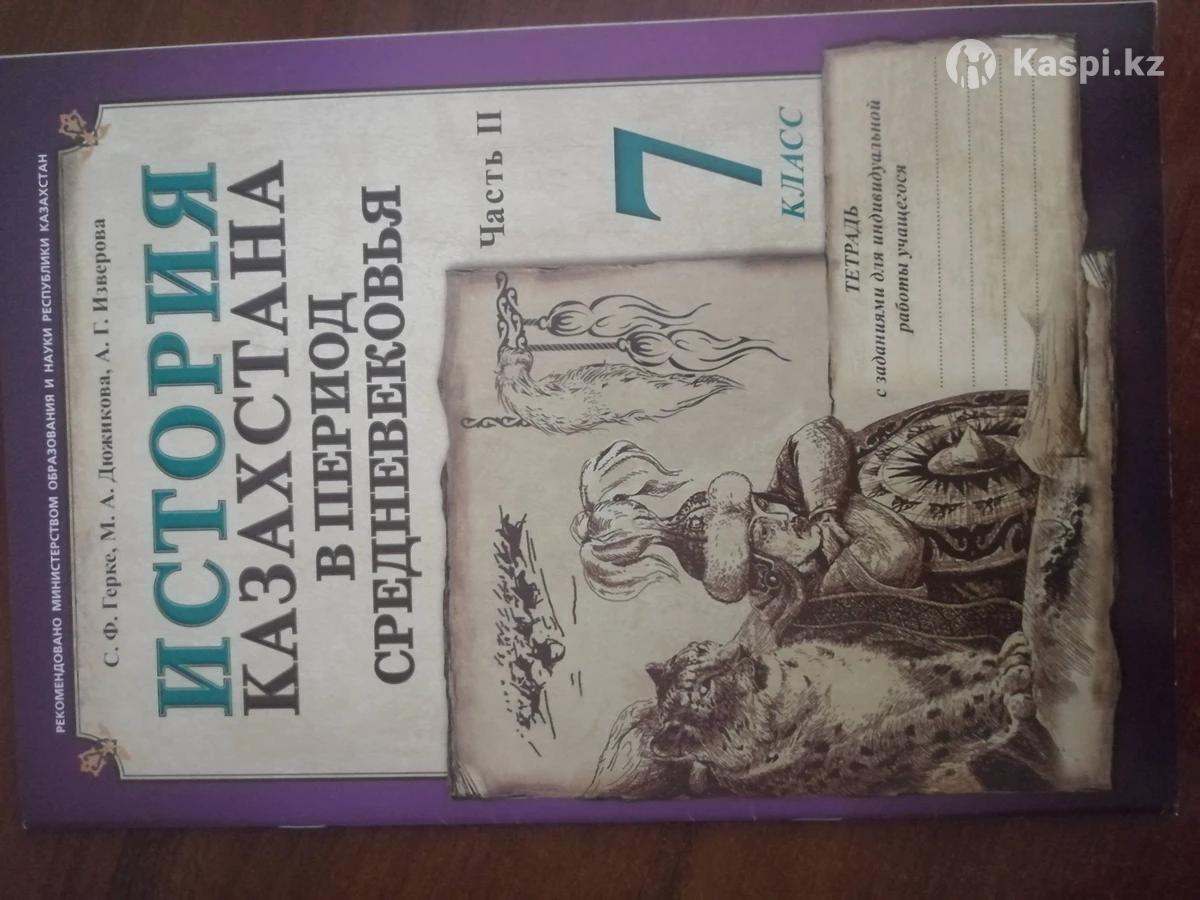 РЕКОМЕНДОВАНО МИНИСТЕРСТВОМ ОБРАЗОВАНИЯ И НАУКИ РЕСПУБЛИКИ КАЗАХСТАН
С. Ф. Герке, М. А. Дюжикова, А. Г. Изверова
ИСТОРИЯ
КАЗАХСТАНА
В ПЕРИОД
СРЕДНЕВЕКОВЬЯ
Часть II
7
КЛАСС
ТЕТРАДЬ
с заданиями для индивидуальной
работы учащегося
Kaspi.kz